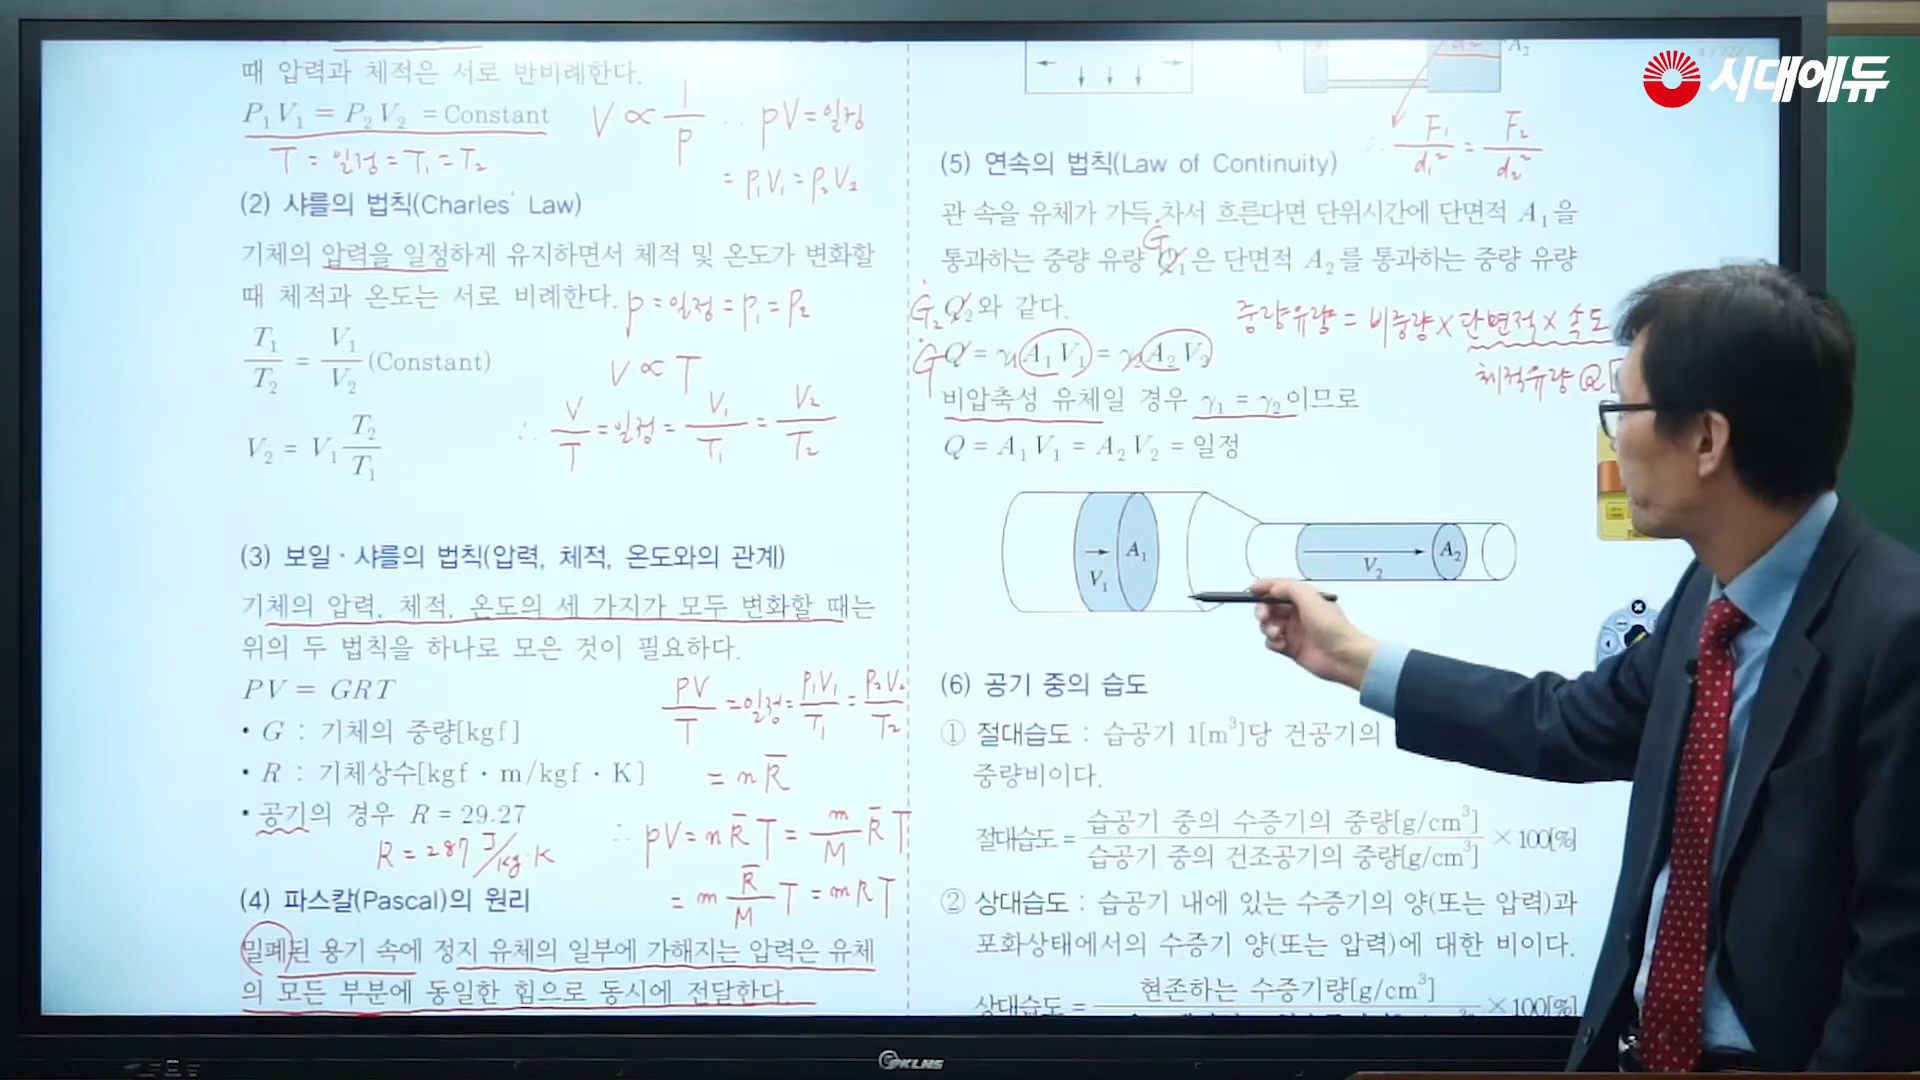 시대에듀
때 압력과 체적은 서로 반비례한다.
P₁V₁ = P₂V₂ = Constant
T = 일정 = T₁ = T₂
V ∝ 1/P ∴ PV = 일정
= P₁V₁ = P₂V₂
(2) 샤를의 법칙(Charles' Law)
기체의 압력을 일정하게 유지하면서 체적 및 온도가 변화할
때 체적과 온도는 서로 비례한다.
P = 일정 = P₁ = P₂
T₁/T₂ = V₁/V₂ (Constant)
V ∝ T
V₂ = V₁ T₂/T₁
∴ V/T = 일정 = V₁/T₁ = V₂/T₂
(3) 보일·샤를의 법칙(압력, 체적, 온도와의 관계)
기체의 압력, 체적, 온도의 세 가지가 모두 변화할 때는
위의 두 법칙을 하나로 모은 것이 필요하다.
PV = GRT
PV/T = 일정 = P₁V₁/T₁ = P₂V₂/T₂
• G : 기체의 중량[kgf]
• R : 기체상수[kgf · m/kgf · K]
= nR̄
• 공기의 경우 R = 29.27
R = 287 J/kg·K
∴ PV = nR̄T = m/M R̄T
= m R̄/M T = mRT
(4) 파스칼(Pascal)의 원리
밀폐된 용기 속에 정지 유체의 일부에 가해지는 압력은 유체
의 모든 부분에 동일한 힘으로 동시에 전달한다.
A₂
∴ F₁/d₁² = F₂/d₂²
(5) 연속의 법칙(Law of Continuity)
관 속을 유체가 가득 차서 흐른다면 단위시간에 단면적 A₁을
통과하는 중량 유량 Q₁은 단면적 A₂를 통과하는 중량 유량
Ġ
Ġ₂ Q₂와 같다.
중량유량 = 비중량 × 단면적 × 속도
체적유량 Q
Ġ Q = γ₁A₁V₁ = γ₂A₂V₂
비압축성 유체일 경우 γ₁ = γ₂이므로
Q = A₁V₁ = A₂V₂ = 일정
V₁ A₁ V₂ A₂
(6) 공기 중의 습도
① 절대습도 : 습공기 1[m³]당 건공기의
중량비이다.
절대습도 = 습공기 중의 수증기의 중량[g/cm³] / 습공기 중의 건조공기의 중량[g/cm³] × 100[%]
② 상대습도 : 습공기 내에 있는 수증기의 양(또는 압력)과
포화상태에서의 수증기 양(또는 압력)에 대한 비이다.
상대습도 = 현존하는 수증기량[g/cm³] × 100[%]
KLMS